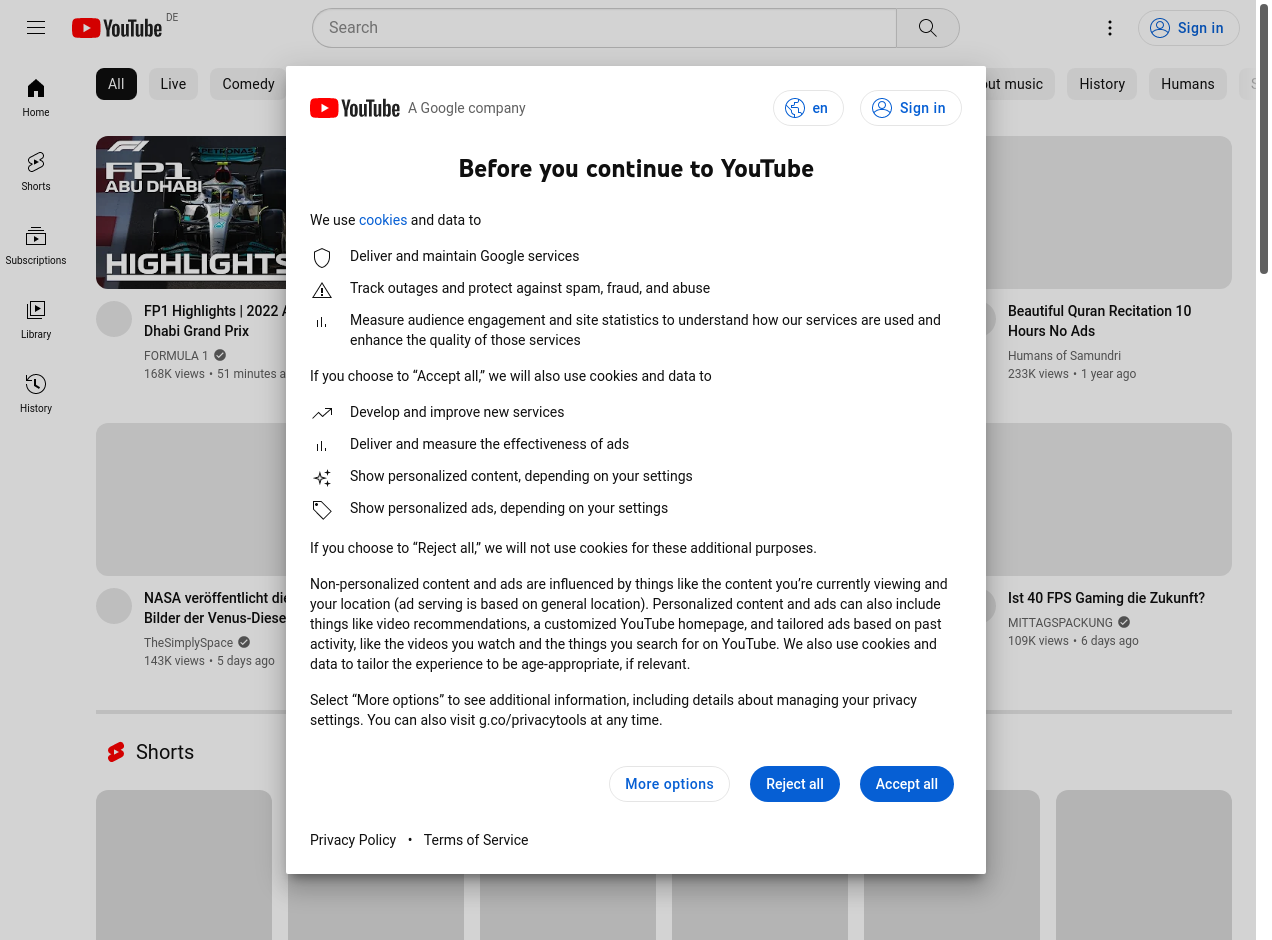 YouTube DE
Search
Sign in
All
Live
Comedy
out music
History
Humans
Home
Shorts
Subscriptions
Library
History
FP1
ABU DHABI
HIGHLIGHTS
FP1 Highlights | 2022
Dhabi Grand Prix
FORMULA 1
168K views • 51 minutes a
Beautiful Quran Recitation 10
Hours No Ads
Humans of Samundri
233K views • 1 year ago
NASA veröffentlicht die
Bilder der Venus-Diese
TheSimplySpace
143K views • 5 days ago
Ist 40 FPS Gaming die Zukunft?
MITTAGSPACKUNG
109K views • 6 days ago
Shorts
YouTube A Google company
en
Sign in
Before you continue to YouTube
We use cookies and data to
Deliver and maintain Google services
Track outages and protect against spam, fraud, and abuse
Measure audience engagement and site statistics to understand how our services are used and
enhance the quality of those services
If you choose to “Accept all,” we will also use cookies and data to
Develop and improve new services
Deliver and measure the effectiveness of ads
Show personalized content, depending on your settings
Show personalized ads, depending on your settings
If you choose to “Reject all,” we will not use cookies for these additional purposes.
Non-personalized content and ads are influenced by things like the content you’re currently viewing and
your location (ad serving is based on general location). Personalized content and ads can also include
things like video recommendations, a customized YouTube homepage, and tailored ads based on past
activity, like the videos you watch and the things you search for on YouTube. We also use cookies and
data to tailor the experience to be age-appropriate, if relevant.
Select “More options” to see additional information, including details about managing your privacy
settings. You can also visit g.co/privacytools at any time.
More options
Reject all
Accept all
Privacy Policy • Terms of Service